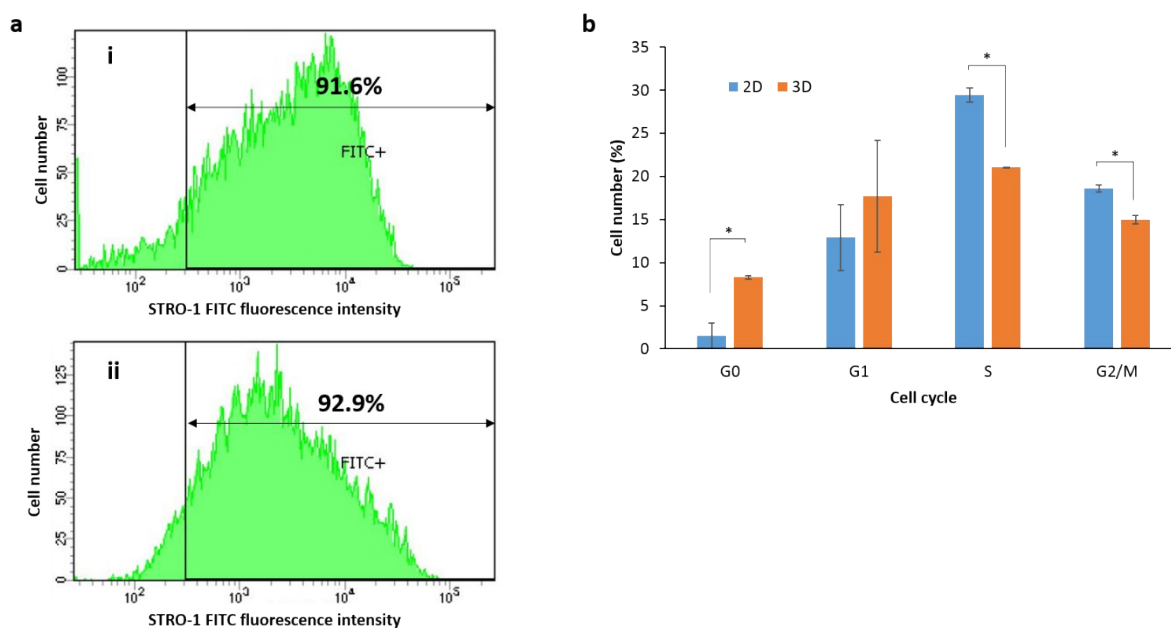 a
i
91.6%
FITC+
Cell number
0 25 50 75 100
10² 10³ 10⁴ 10⁵
STRO-1 FITC fluorescence intensity
ii
92.9%
FITC+
Cell number
0 25 50 75 100 125
10² 10³ 10⁴ 10⁵
STRO-1 FITC fluorescence intensity
b
35
30
25
20
15
10
5
0
Cell number (%)
2D 3D
*
*
*
G0 G1 S G2/M
Cell cycle